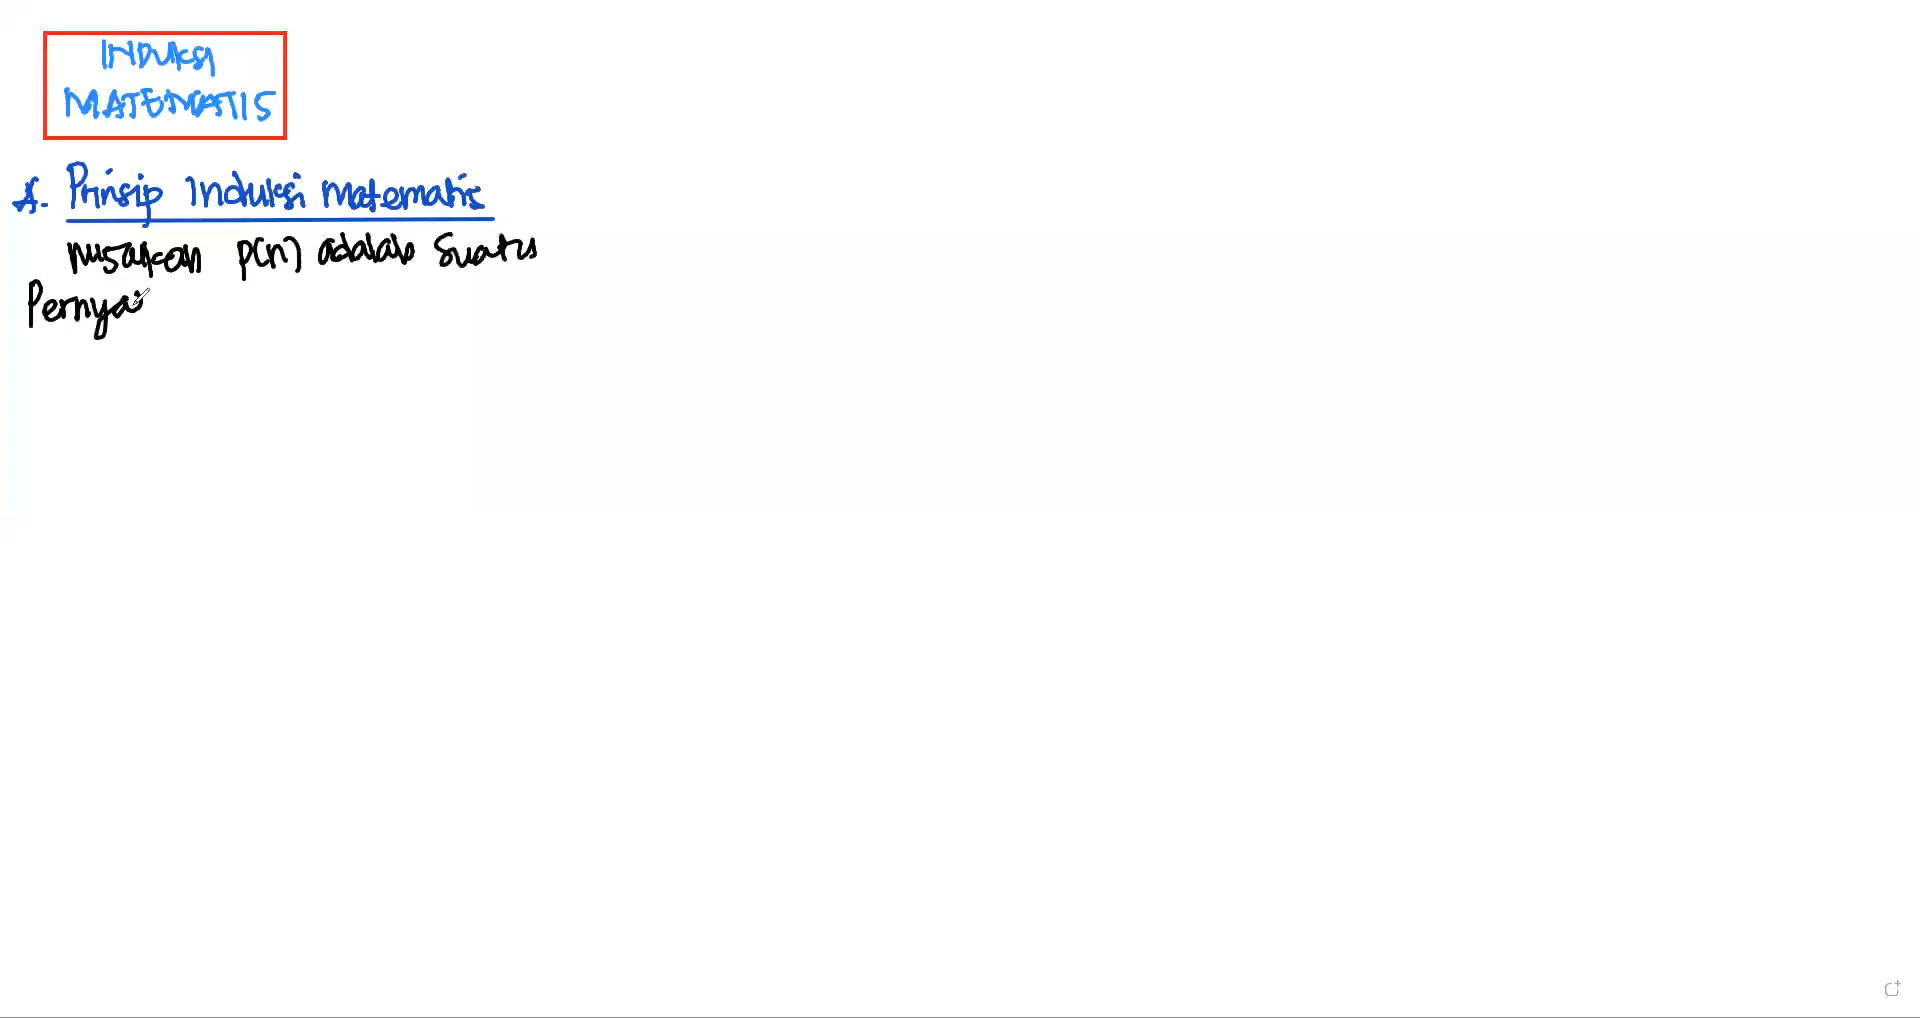 INDUKSI
MATEMATIS
A. Prinsip Induksi Matematis
Misalkan P(n) adalah Suatu
Pernya